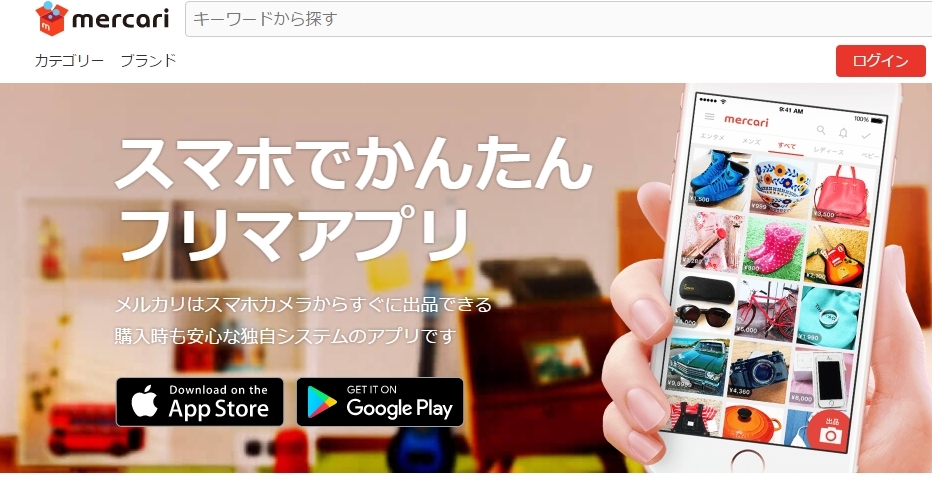 mercari
キーワードから探す
カテゴリー ブランド
ログイン
スマホでかんたん
フリマアプリ
メルカリはスマホカメラからすぐに出品できる
購入時も安心な独自システムのアプリです
Download on the
App Store
GET IT ON
Google Play
9:41 AM
100%
mercari
エンタメ メンズ すべて レディース ベビー
¥1,500 ¥999 ¥3,500
¥2,100
¥5,000 ¥1,990
¥4,360 ¥8,000
出品